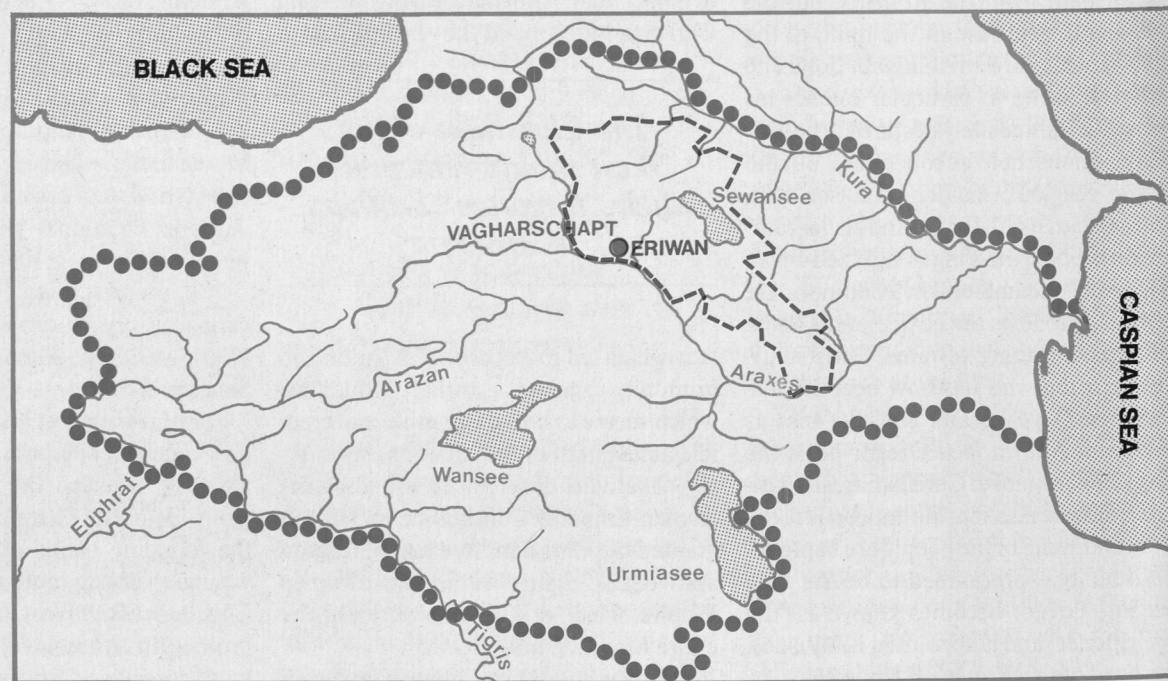 BLACK SEA
Kura
Sewansee
VAGHARSCHAPT
ERIWAN
CASPIAN SEA
Araxes
Arazan
Wansee
Euphrat
Urmiasee
Tigris